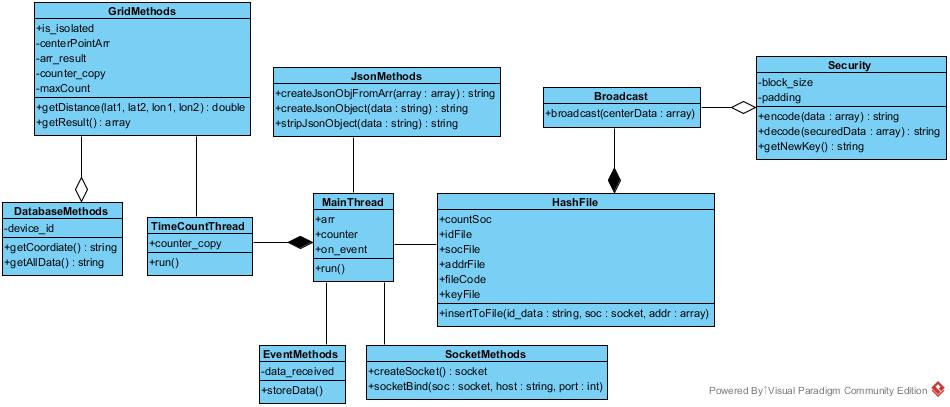 GridMethods
+is_isolated
-centerPointArr
-arr_result
-counter_copy
-maxCount
+getDistance(lat1, lat2, lon1, lon2) : double
+getResult() : array
JsonMethods
+createJsonObjFromArr(array : array) : string
+createJsonObject(data : string) : string
+stripJsonObject(data : string) : string
Broadcast
+broadcast(centerData : array)
Security
-block_size
-padding
+encode(data : array) : string
+decode(securedData : array) : string
+getNewKey() : string
DatabaseMethods
-device_id
+getCoordiate() : string
+getAllData() : string
TimeCountThread
+counter_copy
+run()
MainThread
+arr
+counter
+on_event
+run()
HashFile
+countSoc
+idFile
+socFile
+addrFile
+fileCode
+keyFile
+insertToFile(id_data : string, soc : socket, addr : array)
EventMethods
-data_received
+storeData()
SocketMethods
+createSocket() : socket
+socketBind(soc : socket, host : string, port : int)
Powered By Visual Paradigm Community Edition